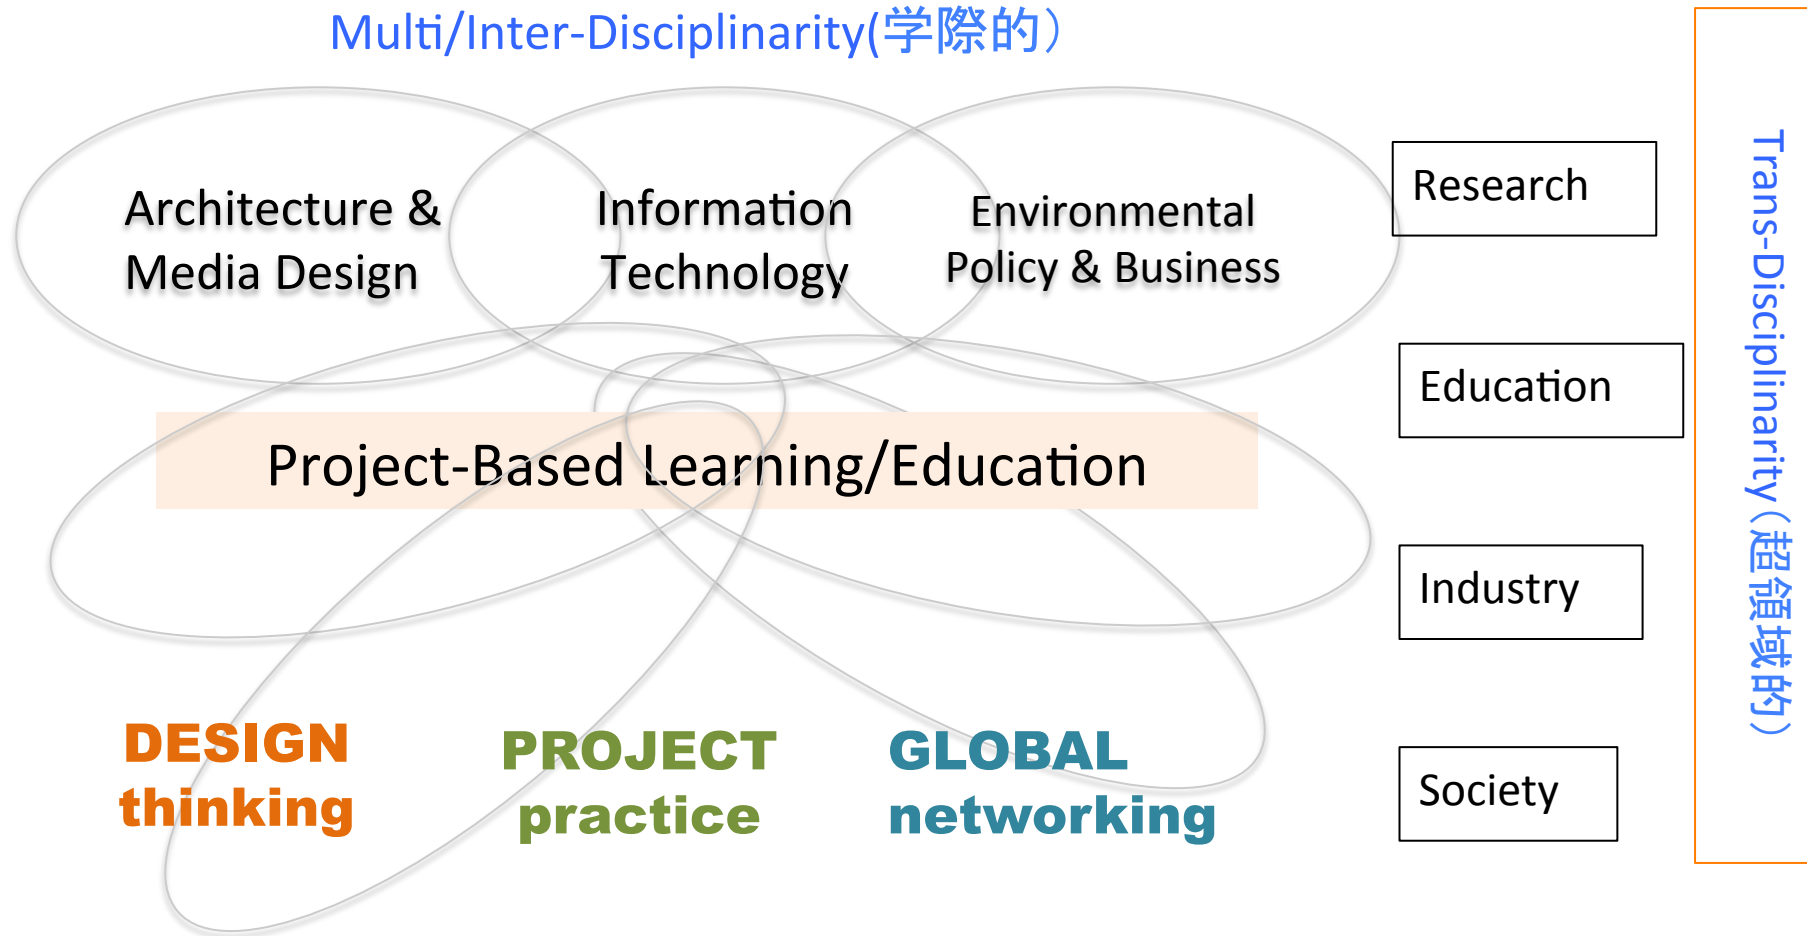 Multi/Inter-Disciplinarity(学際的）
Architecture &
Media Design
Information
Technology
Environmental
Policy & Business
Project-Based Learning/Education
DESIGN
thinking
PROJECT
practice
GLOBAL
networking
Research
Education
Industry
Society
Trans-Disciplinarity（超領域的）